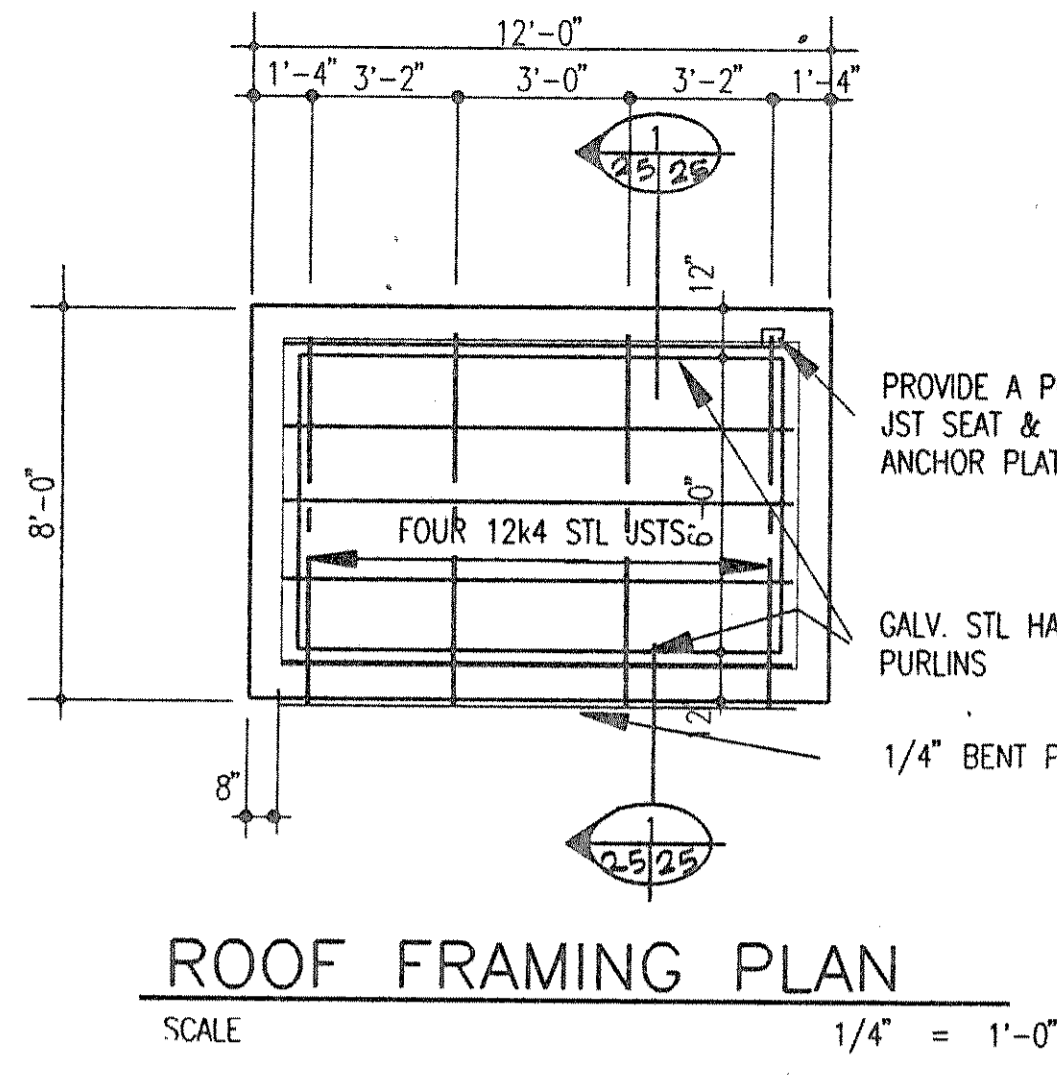 12'-0"
1'-4" 3'-2" 3'-0" 3'-2" 1'-4"
1
25 25
12"
8'-0"
PROVIDE A P
JST SEAT &
ANCHOR PLAT
6'-0"
FOUR 12k4 STL JSTS
GALV. STL HA
PURLINS
12
1/4" BENT P
8"
1
25 25
ROOF FRAMING PLAN
SCALE 1/4" = 1'-0"